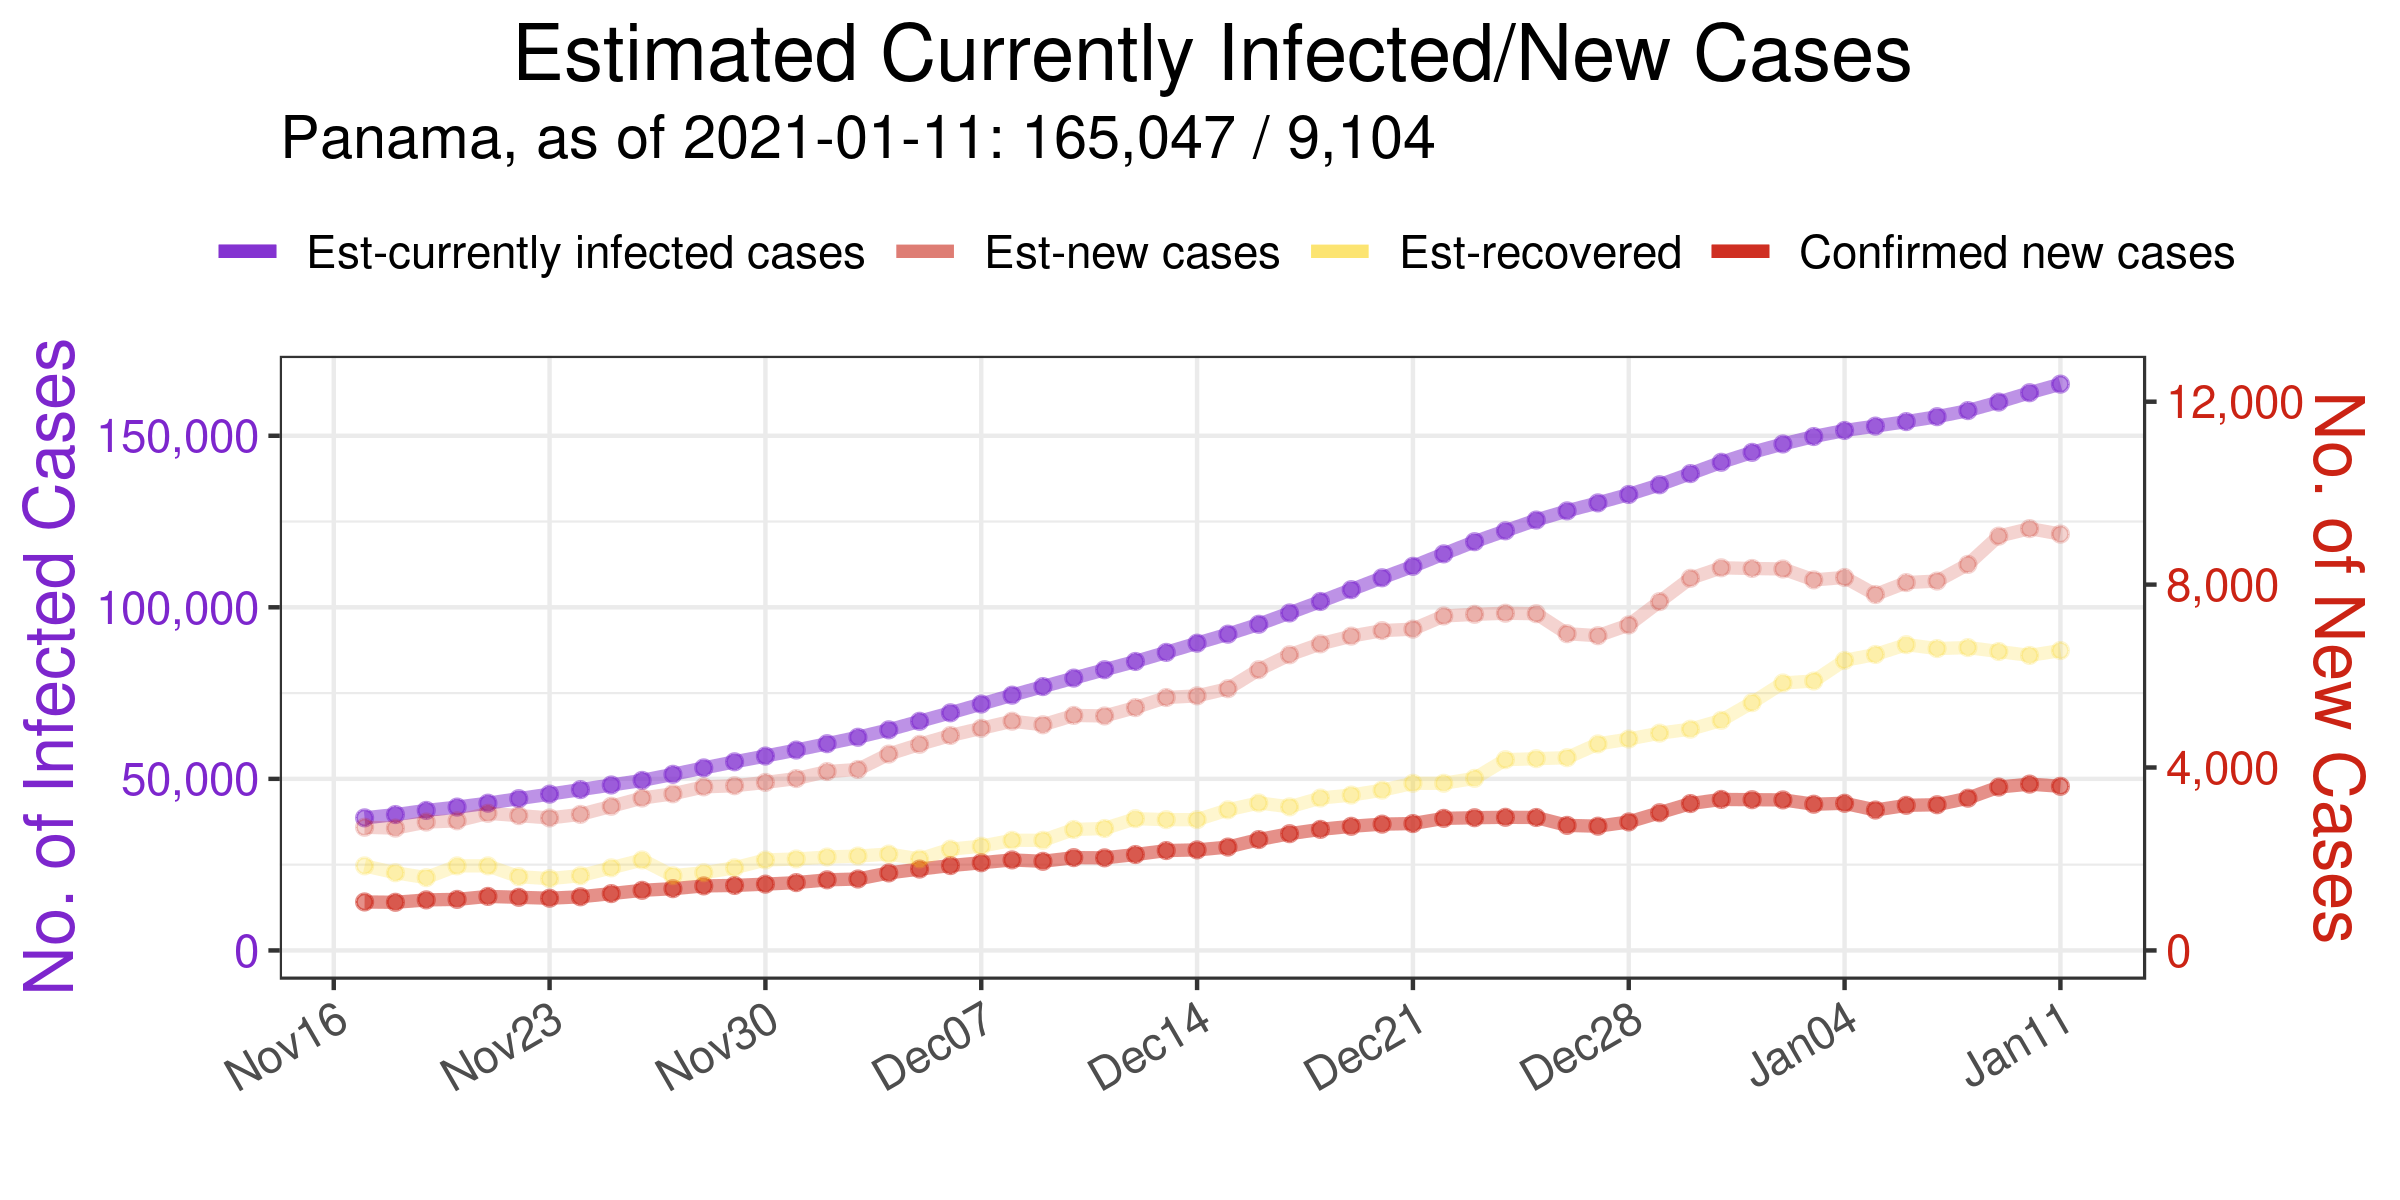 Estimated Currently Infected/New Cases
Panama, as of 2021-01-11: 165,047 / 9,104
Est-currently infected cases Est-new cases Est-recovered Confirmed new cases
No. of Infected Cases
150,000
100,000
50,000
0
12,000
8,000
4,000
0
No. of New Cases
Nov16 Nov23 Nov30 Dec07 Dec14 Dec21 Dec28 Jan04 Jan11